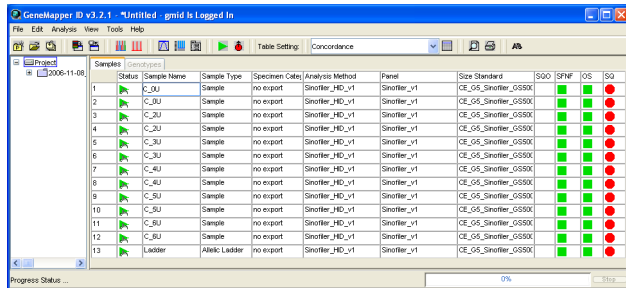 GeneMapper ID v3.2.1 - *Untitled - gmid Is Logged In
File Edit Analysis View Tools Help
Table Setting: Concordance
Project
2006-11-08
Samples Genotypes
Status Sample Name Sample Type Specimen Cate Analysis Method Panel Size Standard SQO SFNF OS SQ
1 C_0U Sample no export Sinofiler_HID_v1 Sinofiler_v1 CE_G5_Sinofiler_GS500
2 C_0U Sample no export Sinofiler_HID_v1 Sinofiler_v1 CE_G5_Sinofiler_GS500
3 C_2U Sample no export Sinofiler_HID_v1 Sinofiler_v1 CE_G5_Sinofiler_GS500
4 C_2U Sample no export Sinofiler_HID_v1 Sinofiler_v1 CE_G5_Sinofiler_GS500
5 C_3U Sample no export Sinofiler_HID_v1 Sinofiler_v1 CE_G5_Sinofiler_GS500
6 C_3U Sample no export Sinofiler_HID_v1 Sinofiler_v1 CE_G5_Sinofiler_GS500
7 C_4U Sample no export Sinofiler_HID_v1 Sinofiler_v1 CE_G5_Sinofiler_GS500
8 C_4U Sample no export Sinofiler_HID_v1 Sinofiler_v1 CE_G5_Sinofiler_GS500
9 C_5U Sample no export Sinofiler_HID_v1 Sinofiler_v1 CE_G5_Sinofiler_GS500
10 C_5U Sample no export Sinofiler_HID_v1 Sinofiler_v1 CE_G5_Sinofiler_GS500
11 C_6U Sample no export Sinofiler_HID_v1 Sinofiler_v1 CE_G5_Sinofiler_GS500
12 C_6U Sample no export Sinofiler_HID_v1 Sinofiler_v1 CE_G5_Sinofiler_GS500
13 Ladder Allelic Ladder no export Sinofiler_HID_v1 Sinofiler_v1 CE_G5_Sinofiler_GS500
Progress Status ... 0% Stop